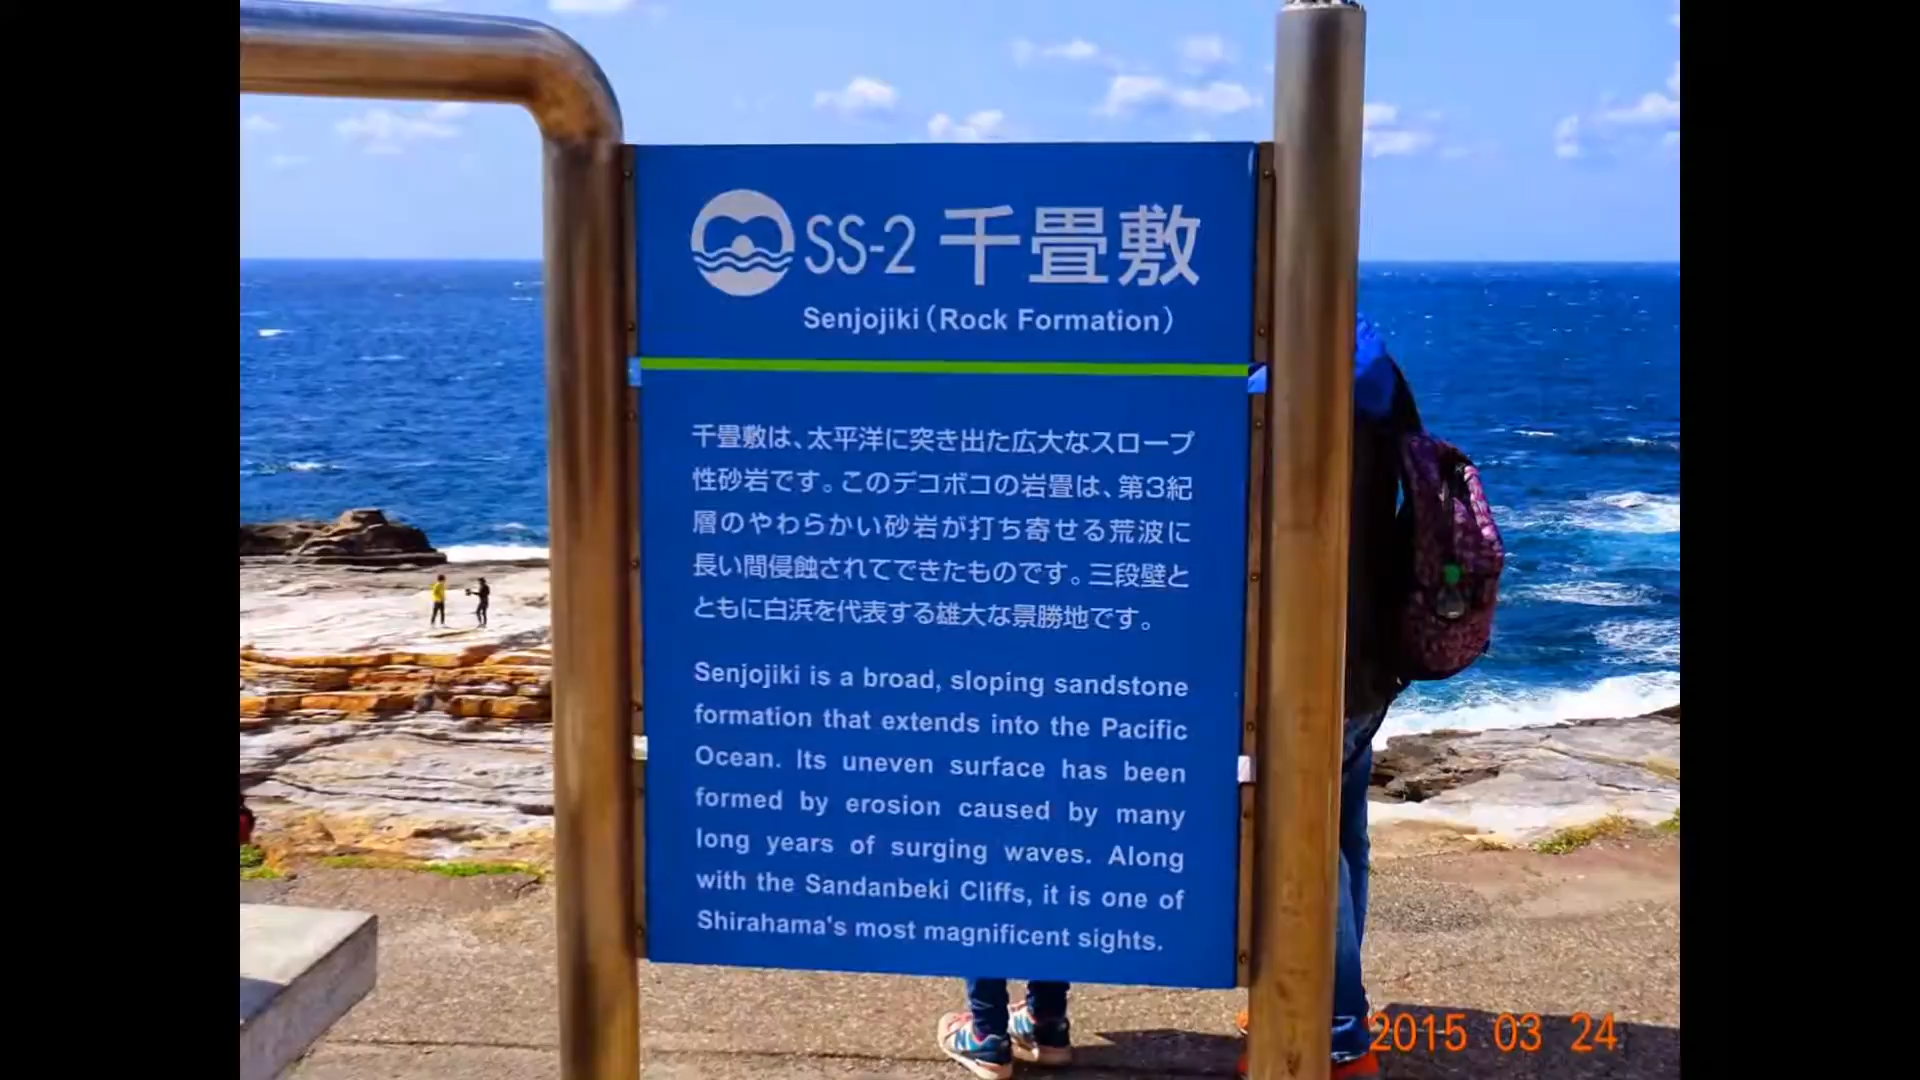 SS-2 千畳敷
Senjojiki (Rock Formation)
千畳敷は、太平洋に突き出た広大なスロープ
性砂岩です。このデコボコの岩畳は、第3紀
層のやわらかい砂岩が打ち寄せる荒波に
長い間侵蝕されてできたものです。三段壁と
ともに白浜を代表する雄大な景勝地です。
Senjojiki is a broad, sloping sandstone
formation that extends into the Pacific
Ocean. Its uneven surface has been
formed by erosion caused by many
long years of surging waves. Along
with the Sandanbeki Cliffs, it is one of
Shirahama's most magnificent sights.
2015 03 24